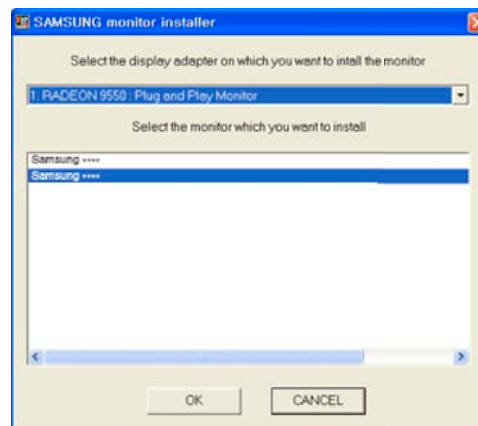 SAMSUNG monitor installer
Select the display adapter on which you want to intall the monitor
1. RADEON 9550 : Plug and Play Monitor
Select the monitor which you want to install
Samsung ****
Samsung ****
OK
CANCEL